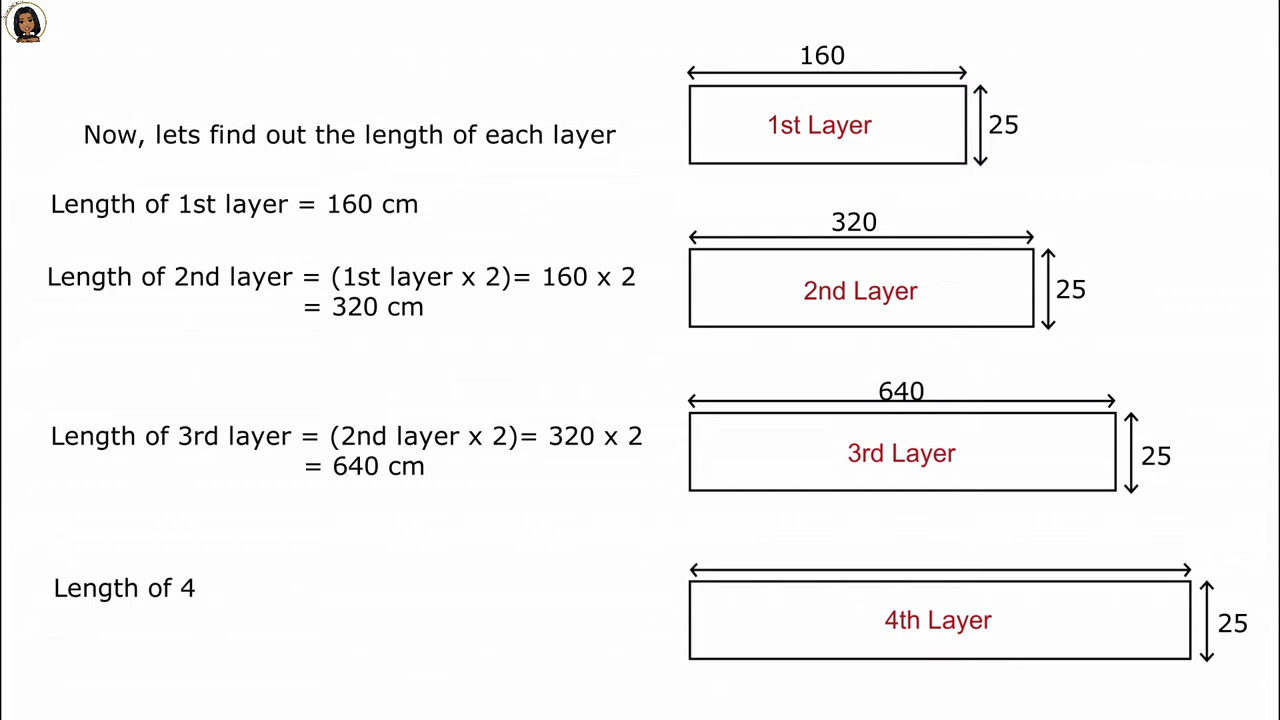 160
1st Layer
25
Now, lets find out the length of each layer
Length of 1st layer = 160 cm
320
Length of 2nd layer = (1st layer x 2)= 160 x 2
= 320 cm
2nd Layer
25
640
Length of 3rd layer = (2nd layer x 2)= 320 x 2
= 640 cm
3rd Layer
25
Length of 4
4th Layer
25